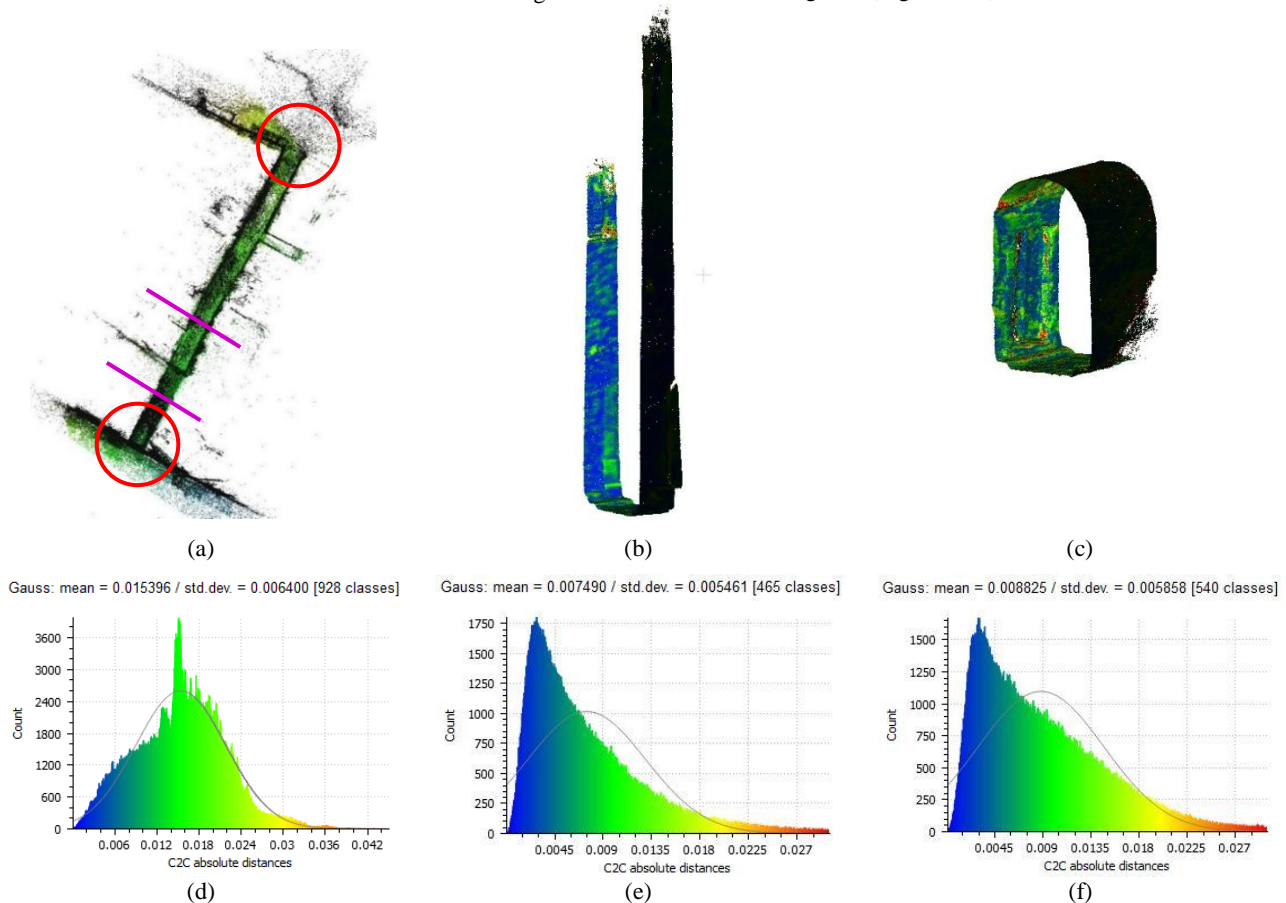 (a)
(b)
(c)
Gauss: mean = 0.015396 / std.dev. = 0.006400 [928 classes]
Gauss: mean = 0.007490 / std.dev. = 0.005461 [465 classes]
Gauss: mean = 0.008825 / std.dev. = 0.005858 [540 classes]
3600
3000
2400
1800
1200
600
0
Count
0.006 0.012 0.018 0.024 0.03 0.036 0.042
C2C absolute distances
1750
1500
1250
1000
750
500
250
0
Count
0.0045 0.009 0.0135 0.018 0.0225 0.027
C2C absolute distances
1500
1250
1000
750
500
250
0
Count
0.0045 0.009 0.0135 0.018 0.0225 0.027
C2C absolute distances
(d)
(e)
(f)